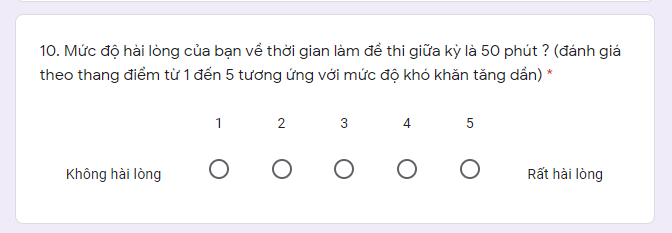 10. Mức độ hài lòng của bạn về thời gian làm đề thi giữa kỳ là 50 phút ? (đánh giá
theo thang điểm từ 1 đến 5 tương ứng với mức độ khó khăn tăng dần) *
1 2 3 4 5
Không hài lòng Rất hài lòng